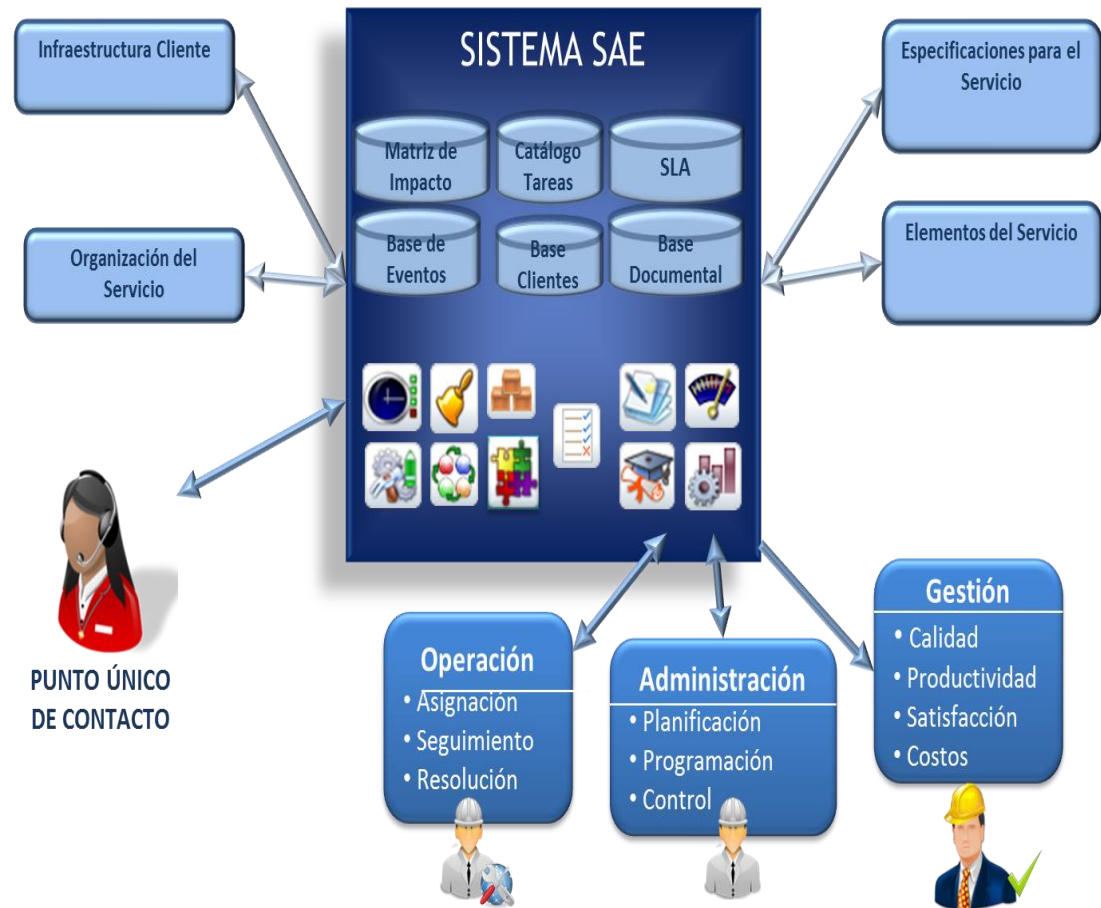 Infraestructura Cliente
Organización del
Servicio
SISTEMA SAE
Matriz de
Impacto
Catálogo
Tareas
SLA
Base de
Eventos
Base
Clientes
Base
Documental
Especificaciones para el
Servicio
Elementos del Servicio
PUNTO ÚNICO
DE CONTACTO
Operación
• Asignación
• Seguimiento
• Resolución
Administración
• Planificación
• Programación
• Control
Gestión
• Calidad
• Productividad
• Satisfacción
• Costos